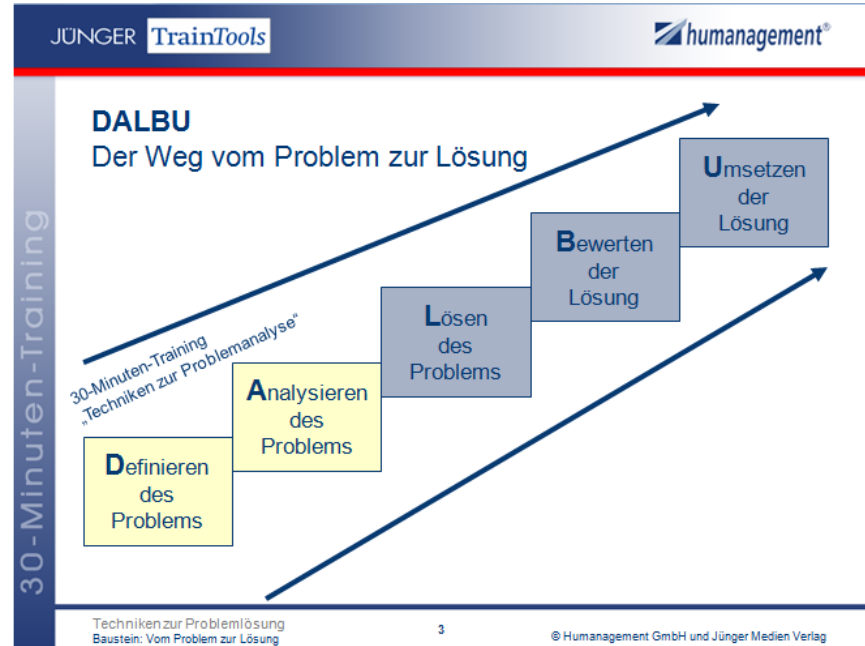 JÜNGER TrainTools
humanagement®
30-Minuten-Training
DALBU
Der Weg vom Problem zur Lösung
30-Minuten-Training
„Techniken zur Problemanalyse“
Definieren
des
Problems
Analysieren
des
Problems
Lösen
des
Problems
Bewerten
der
Lösung
Umsetzen
der
Lösung
Techniken zur Problemlösung
Baustein: Vom Problem zur Lösung
3
© Humanagement GmbH und Jünger Medien Verlag